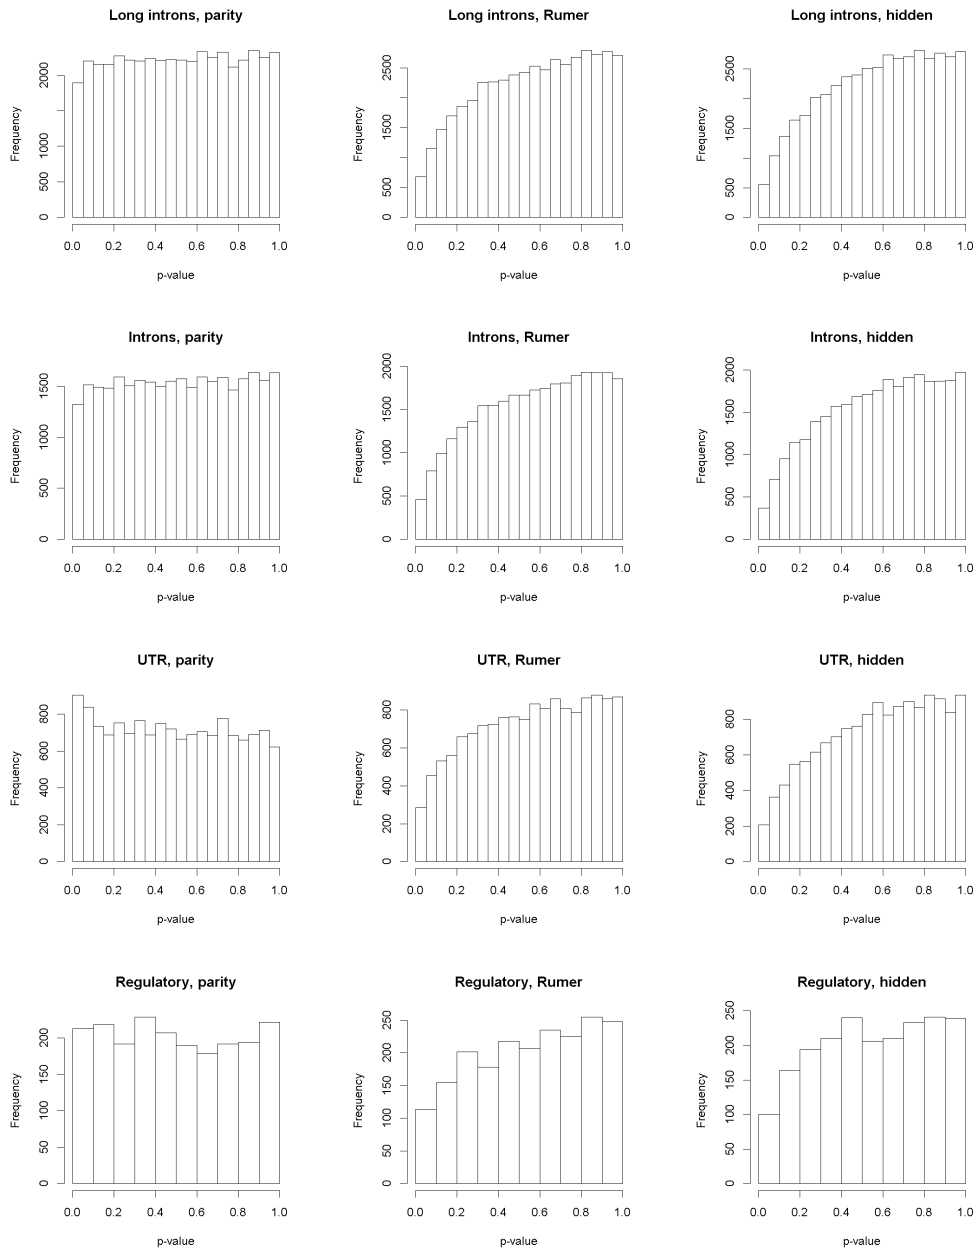 Long introns, parity
Long introns, Rumer
Long introns, hidden
Frequency
0 500 1000 2000
0.0 0.2 0.4 0.6 0.8 1.0
p-value
Frequency
0 500 1500 2500
0.0 0.2 0.4 0.6 0.8 1.0
p-value
Frequency
0 500 1500 2500
0.0 0.2 0.4 0.6 0.8 1.0
p-value
Introns, parity
Introns, Rumer
Introns, hidden
Frequency
0 500 1000 1500
0.0 0.2 0.4 0.6 0.8 1.0
p-value
Frequency
0 500 1000 1500 2000
0.0 0.2 0.4 0.6 0.8 1.0
p-value
Frequency
0 500 1000 1500 2000
0.0 0.2 0.4 0.6 0.8 1.0
p-value
UTR, parity
UTR, Rumer
UTR, hidden
Frequency
0 200 400 600 800
0.0 0.2 0.4 0.6 0.8 1.0
p-value
Frequency
0 200 400 600 800
0.0 0.2 0.4 0.6 0.8 1.0
p-value
Frequency
0 200 400 600 800
0.0 0.2 0.4 0.6 0.8 1.0
p-value
Regulatory, parity
Regulatory, Rumer
Regulatory, hidden
Frequency
0 50 100 150 200
0.0 0.2 0.4 0.6 0.8 1.0
p-value
Frequency
0 50 100 150 200 250
0.0 0.2 0.4 0.6 0.8 1.0
p-value
Frequency
0 50 100 150 200 250
0.0 0.2 0.4 0.6 0.8 1.0
p-value